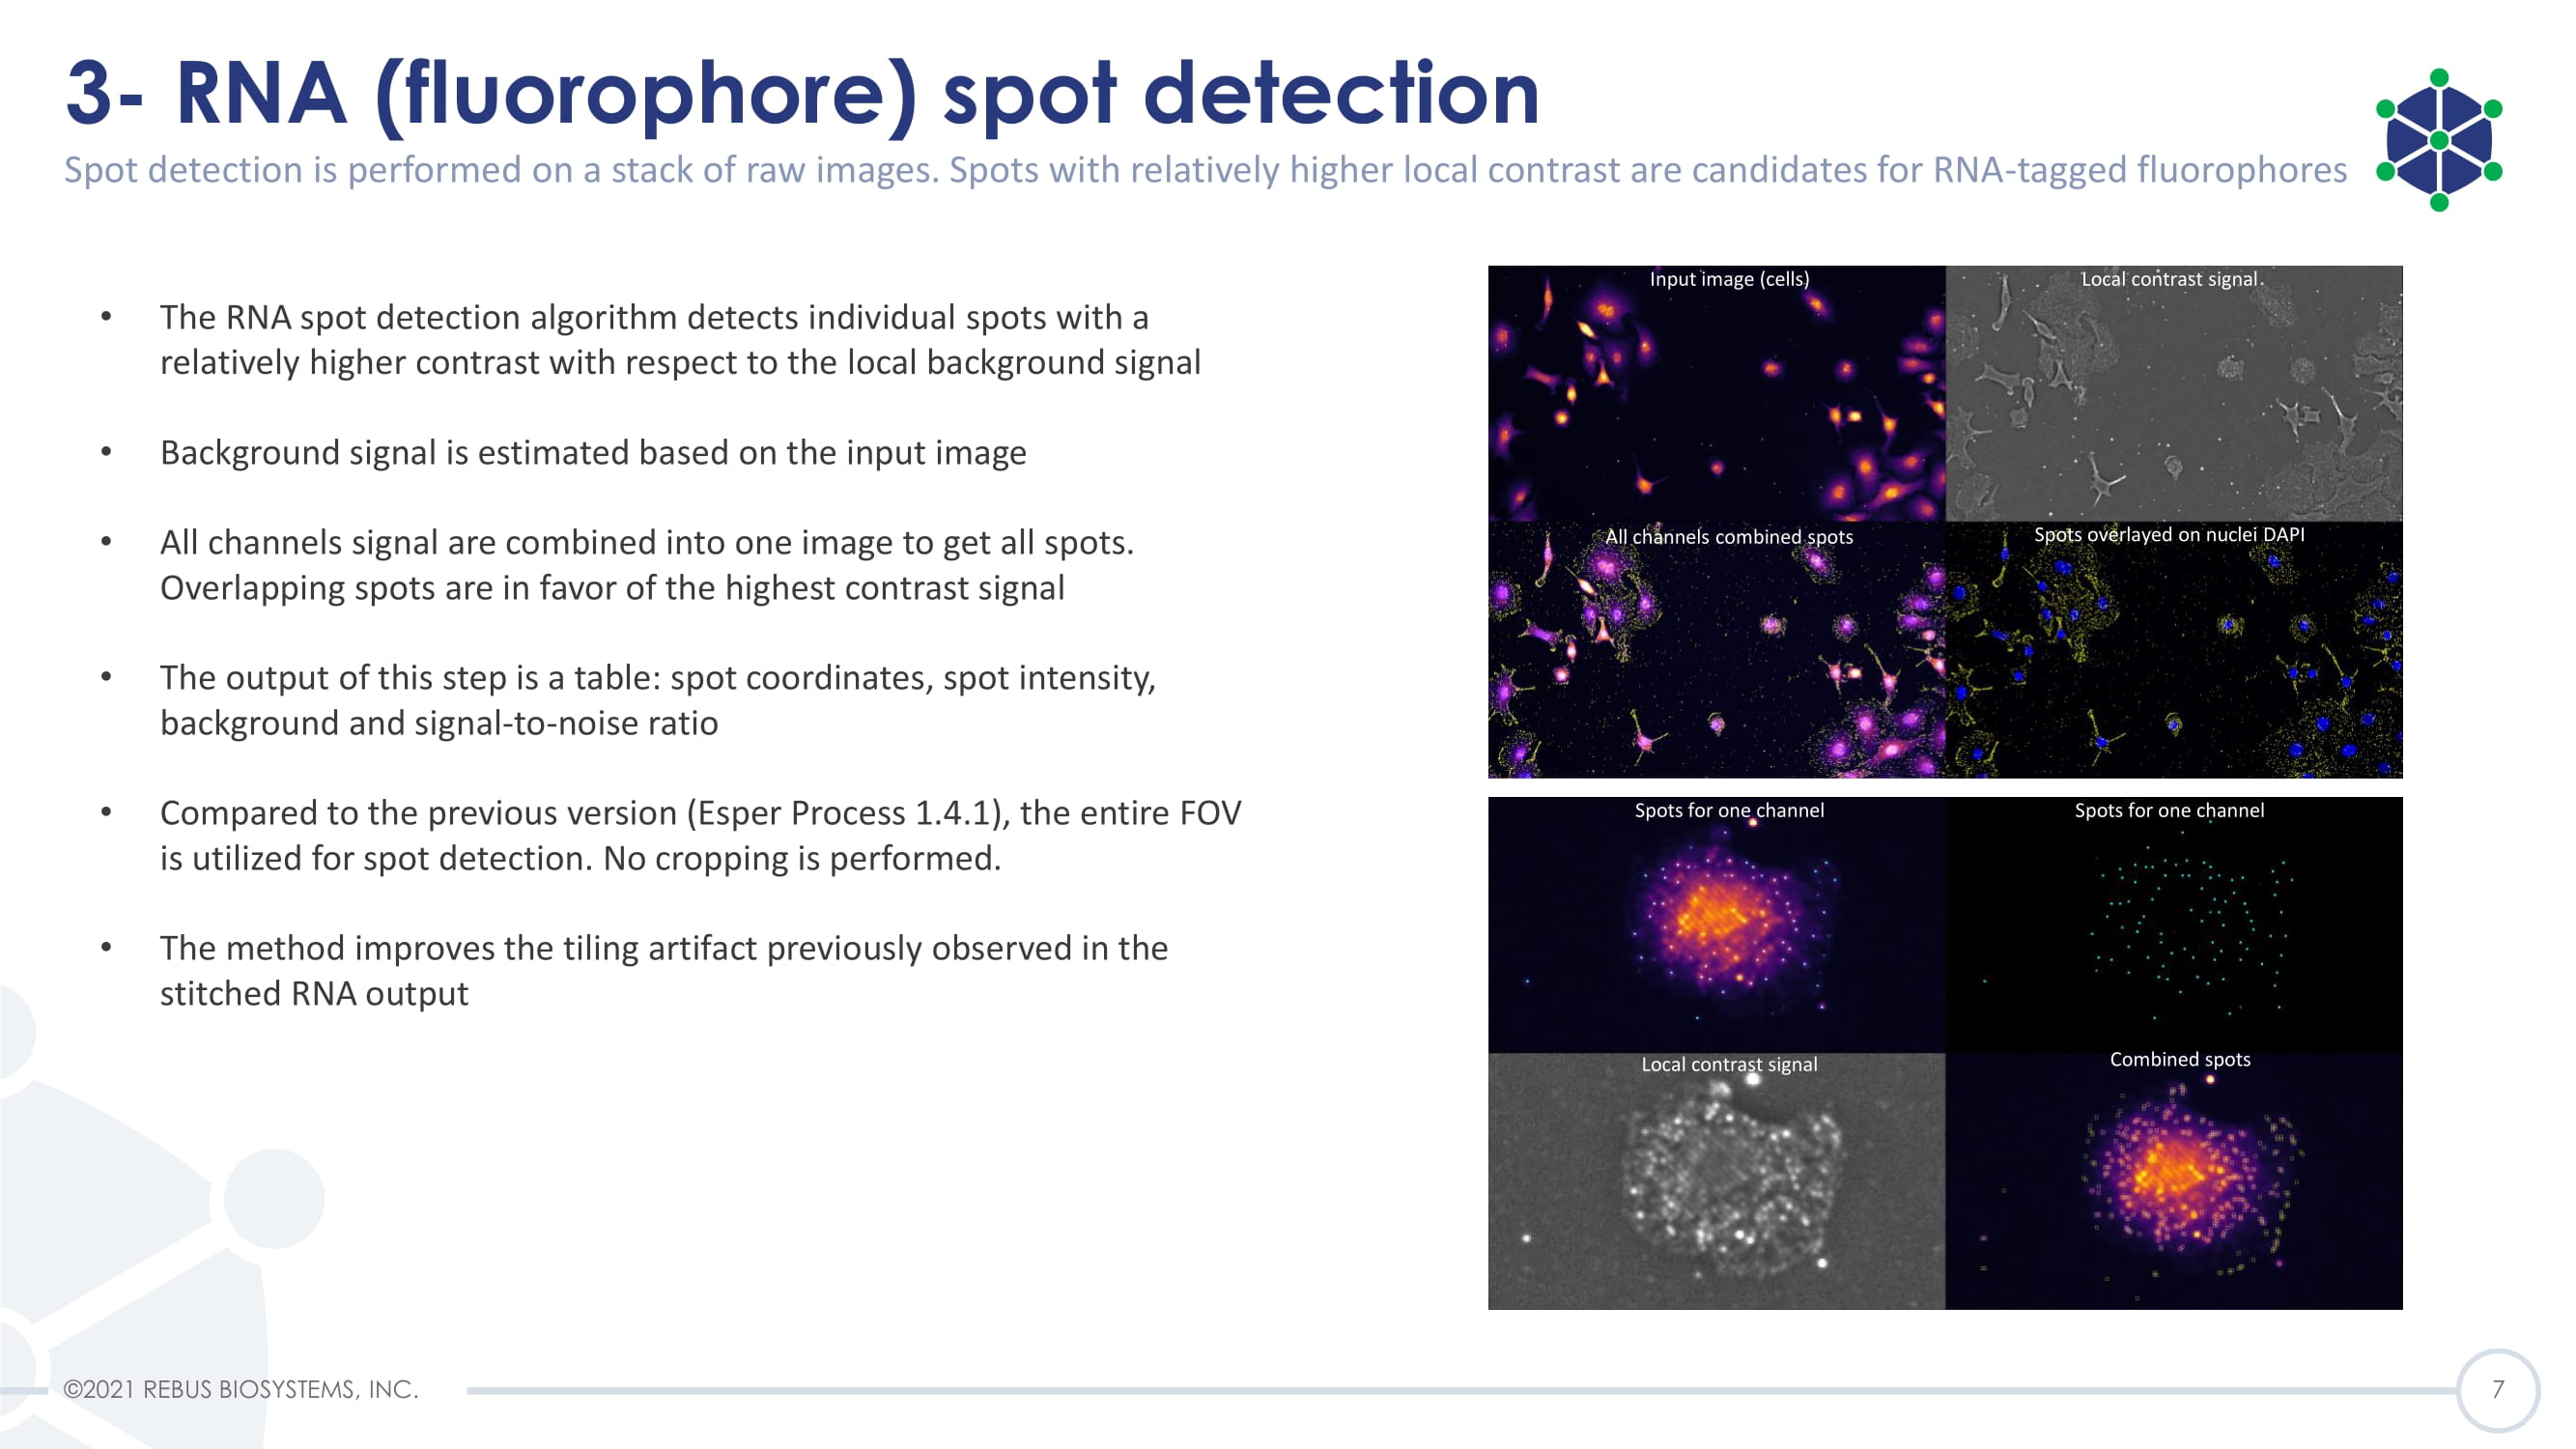 3- RNA (fluorophore) spot detection
Spot detection is performed on a stack of raw images. Spots with relatively higher local contrast are candidates for RNA-tagged fluorophores
• The RNA spot detection algorithm detects individual spots with a
relatively higher contrast with respect to the local background signal
• Background signal is estimated based on the input image
• All channels signal are combined into one image to get all spots.
Overlapping spots are in favor of the highest contrast signal
• The output of this step is a table: spot coordinates, spot intensity,
background and signal-to-noise ratio
• Compared to the previous version (Esper Process 1.4.1), the entire FOV
is utilized for spot detection. No cropping is performed.
• The method improves the tiling artifact previously observed in the
stitched RNA output
Input image (cells)
Local contrast signal
All channels combined spots
Spots overlayed on nuclei DAPI
Spots for one channel
Spots for one channel
Local contrast signal
Combined spots
©2021 REBUS BIOSYSTEMS, INC.
7